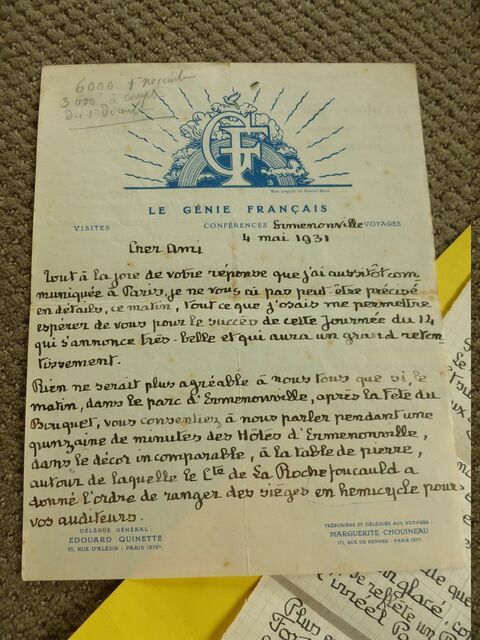 6000
3000 à
du 1er
GF
LE GÉNIE FRANÇAIS
VISITES CONFÉRENCES VOYAGES
Ermenonville
4 mai 1931
Cher Ami
Tout à la joie de votre réponse que j'ai aussitôt com
muniquée à Paris, je ne vous ai pas peut-être précisé
en détails, ce matin, tout ce que j'osais me permettre
espérer de vous pour le succès de cette Journée du 14
qui s'annonce très-belle et qui aura un grand reten
tissement.
Rien ne serait plus agréable à nous tous que si, le
matin, dans le parc d'Ermenonville, après la fête du
Bouquet, vous consentiez à nous parler pendant une
quinzaine de minutes des Hôtes d'Ermenonville,
dans le décor incomparable, à la table de pierre,
autour de laquelle le Cte de La Rochefoucauld a
donné l'ordre de ranger des sièges en hémicycle pour
vos auditeurs.
DÉLÉGUÉ GÉNÉRAL:
EDOUARD QUINETTE
55, RUE D'ALÉSIA - PARIS (XIVe)
TRÉSORIÈRE ET DÉLÉGUÉE AUX VOYAGES
MARGUERITE CHOUINEAU
171, RUE DE RENNES - PARIS (VIe)
que
glacé, co
se reflète un P
Plus